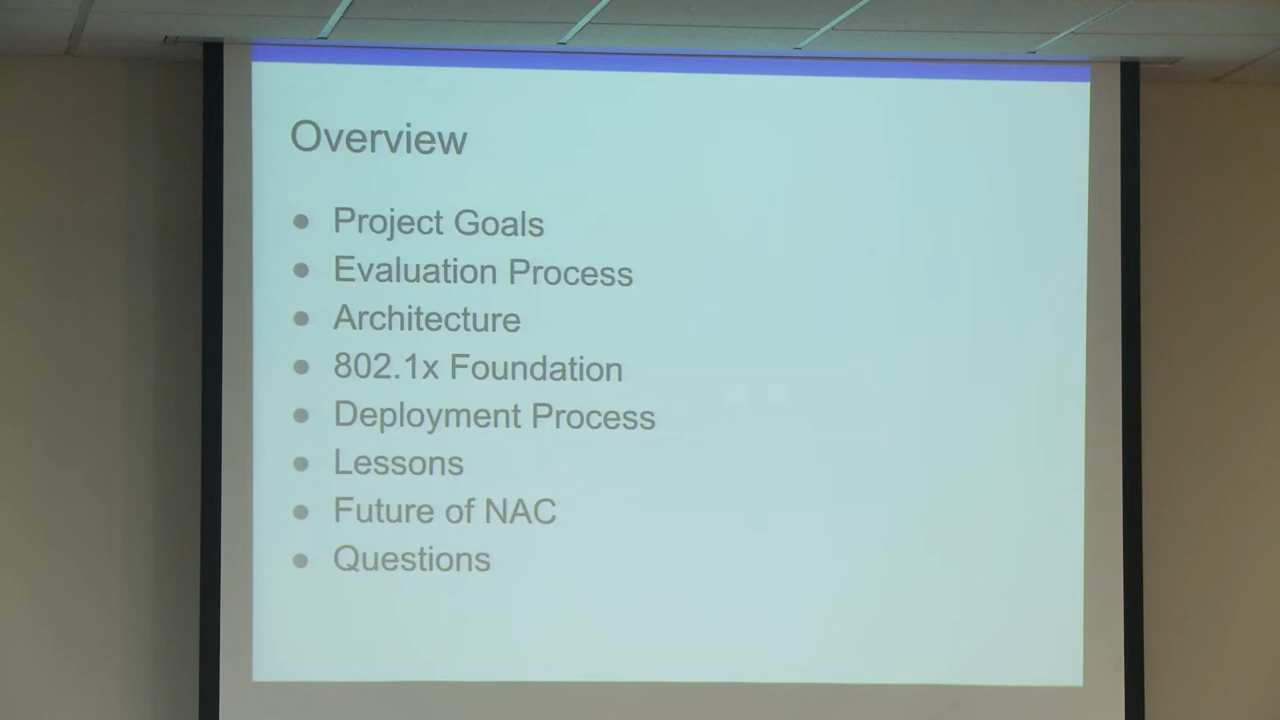 Overview
● Project Goals
● Evaluation Process
● Architecture
● 802.1x Foundation
● Deployment Process
● Lessons
● Future of NAC
● Questions